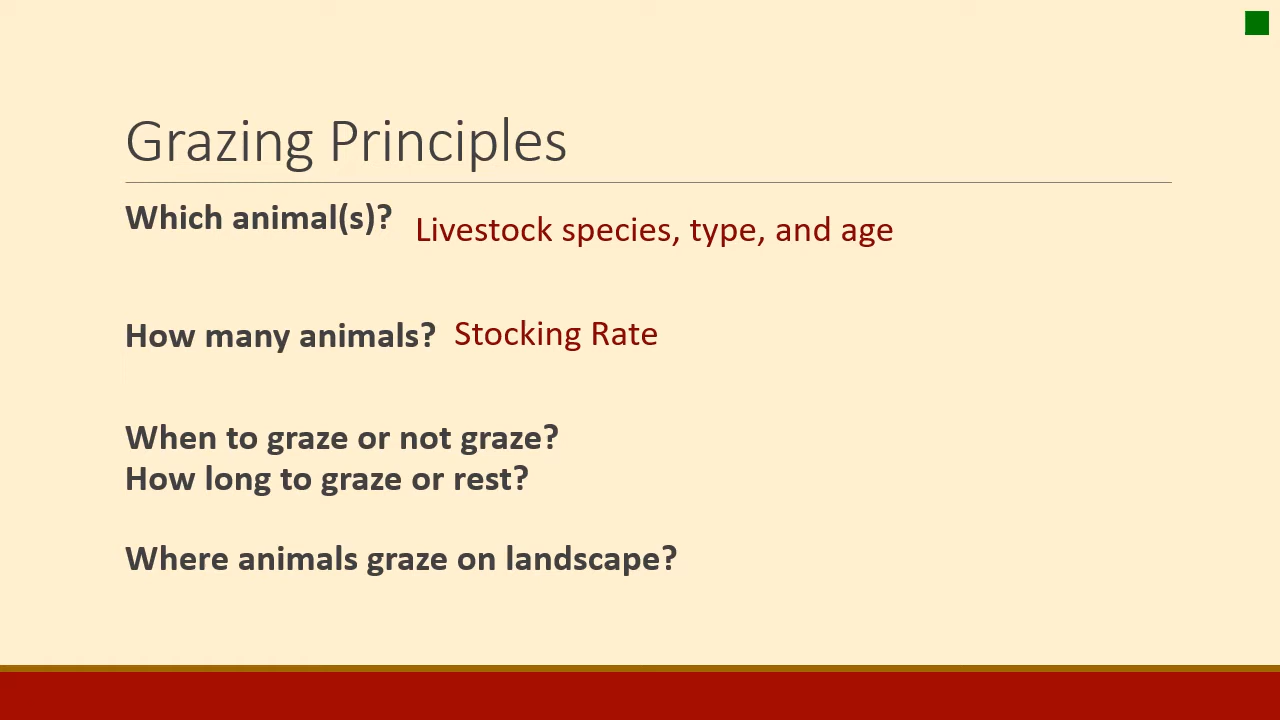 Grazing Principles
Which animal(s)? Livestock species, type, and age
How many animals? Stocking Rate
When to graze or not graze?
How long to graze or rest?
Where animals graze on landscape?